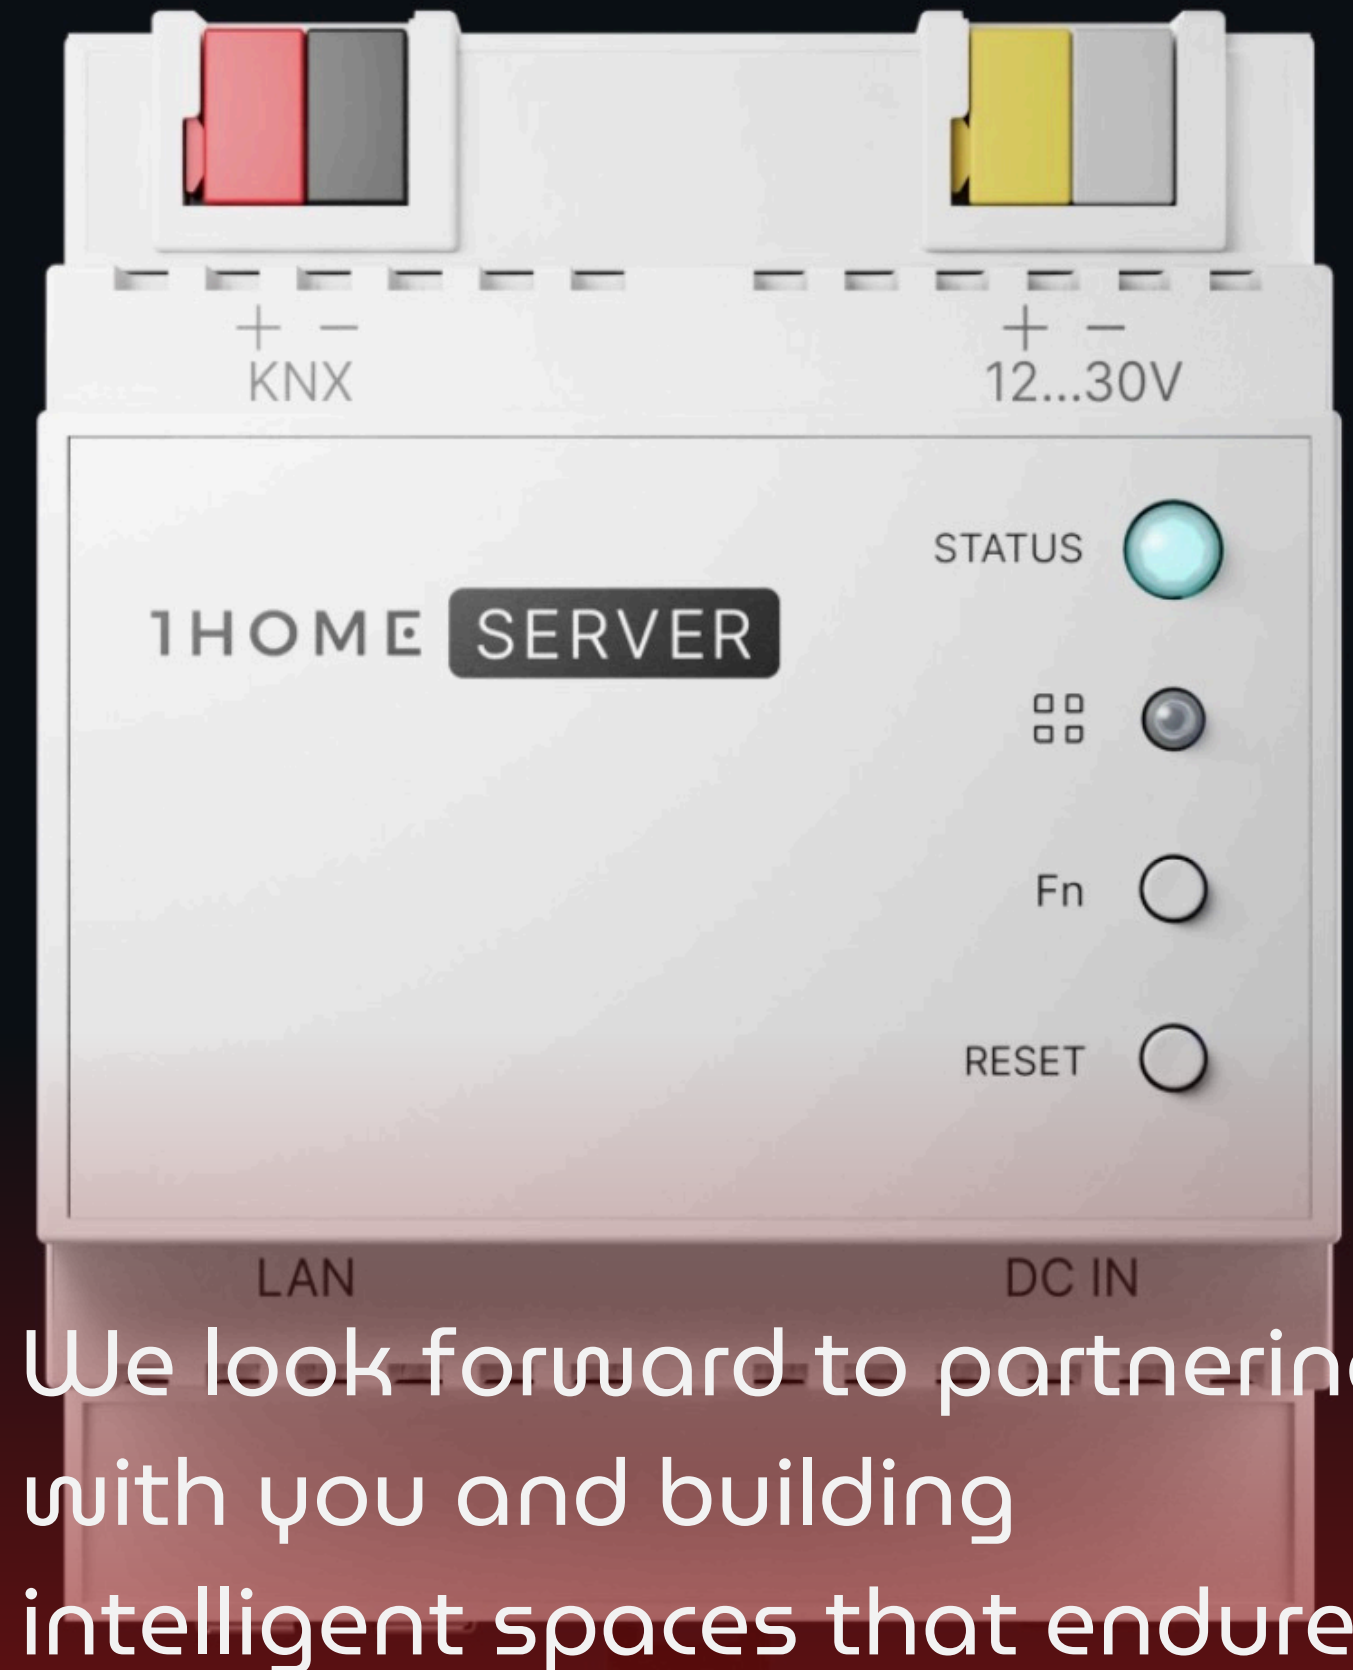 + −
KNX
+ −
12...30V
STATUS
1HOME SERVER
Fn
RESET
LAN
DC IN
We look forward to partnering
with you and building
intelligent spaces that endure